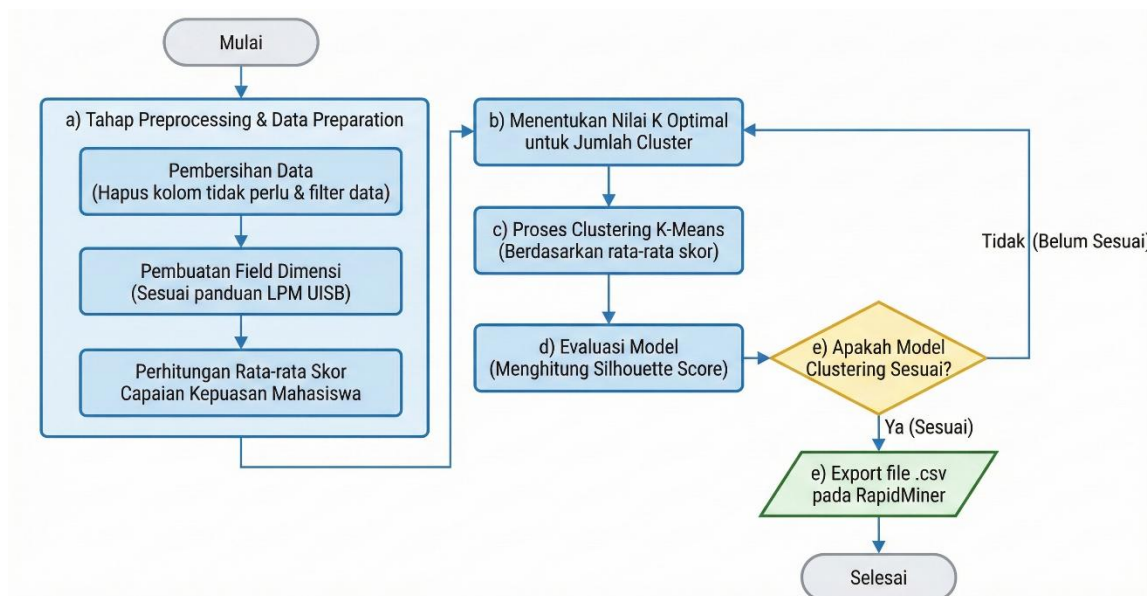 Mulai
a) Tahap Preprocessing & Data Preparation
Pembersihan Data
(Hapus kolom tidak perlu & filter data)
Pembuatan Field Dimensi
(Sesuai panduan LPM UISB)
Perhitungan Rata-rata Skor
Capaian Kepuasan Mahasiswa
b) Menentukan Nilai K Optimal
untuk Jumlah Cluster
c) Proses Clustering K-Means
(Berdasarkan rata-rata skor)
d) Evaluasi Model
(Menghitung Silhouette Score)
e) Apakah Model
Clustering Sesuai?
Tidak (Belum Sesuai)
Ya (Sesuai)
e) Export file .csv
pada RapidMiner
Selesai